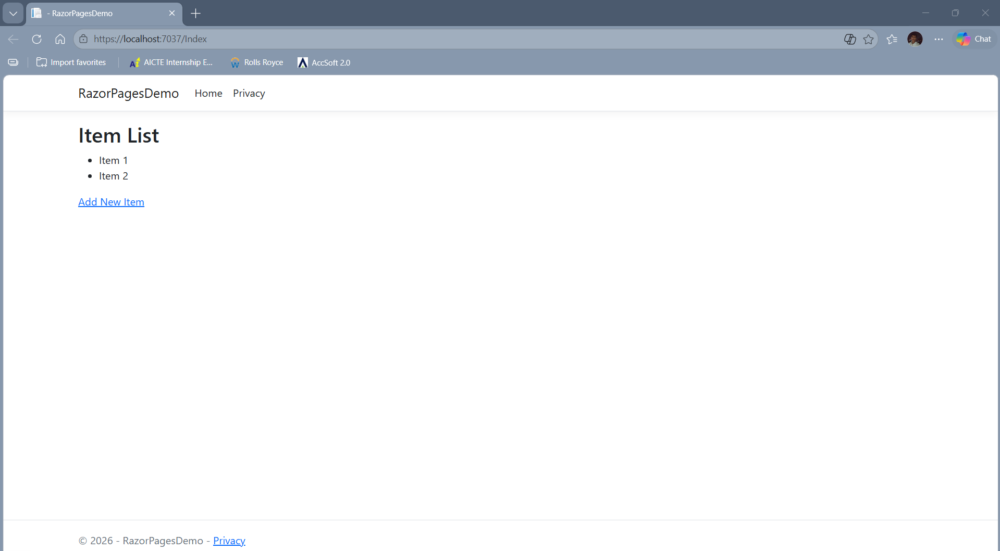 - RazorPagesDemo
https://localhost:7037/Index
Chat
Import favorites
AICTE Internship E...
Rolls Royce
AccSoft 2.0
RazorPagesDemo Home Privacy
Item List
• Item 1
• Item 2
Add New Item
© 2026 - RazorPagesDemo - Privacy